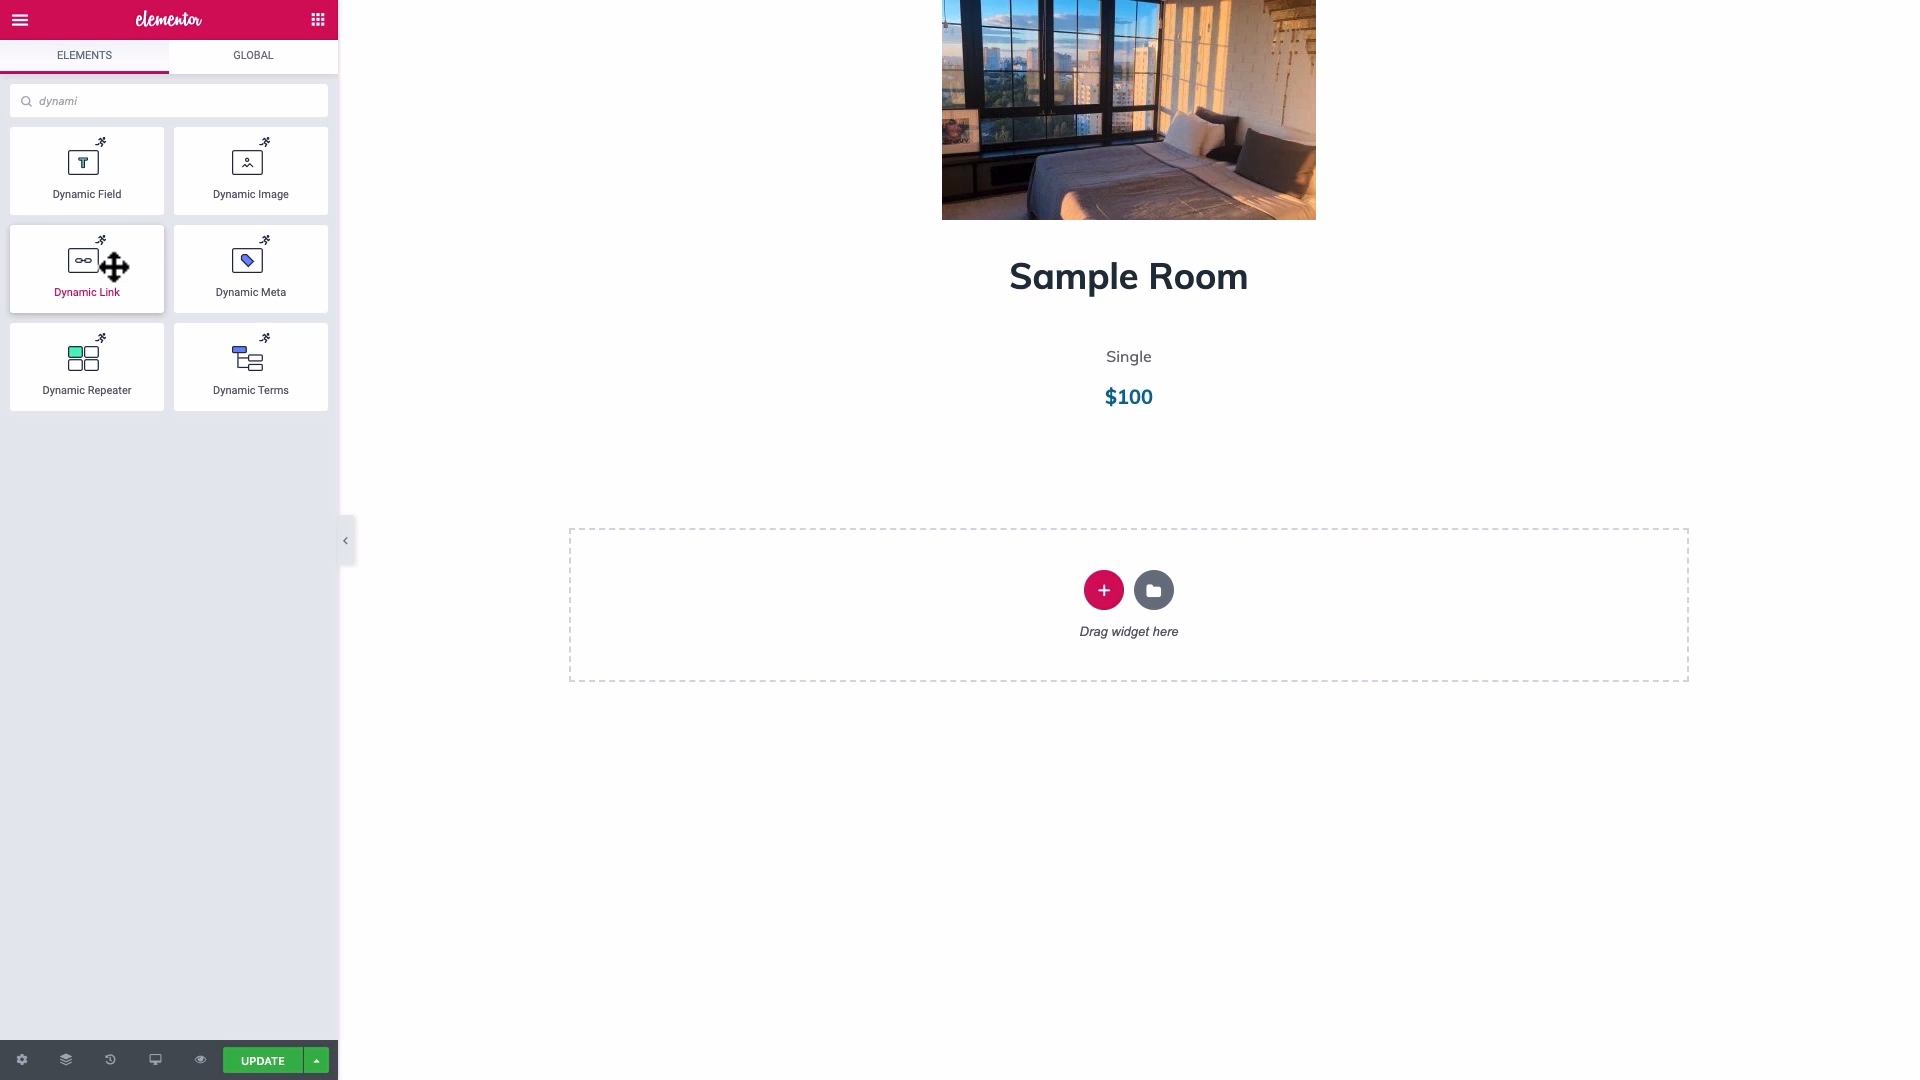 elementor
ELEMENTS
GLOBAL
dynami
Dynamic Field
Dynamic Image
Dynamic Link
Dynamic Meta
Dynamic Repeater
Dynamic Terms
UPDATE
Sample Room
Single
$100
Drag widget here